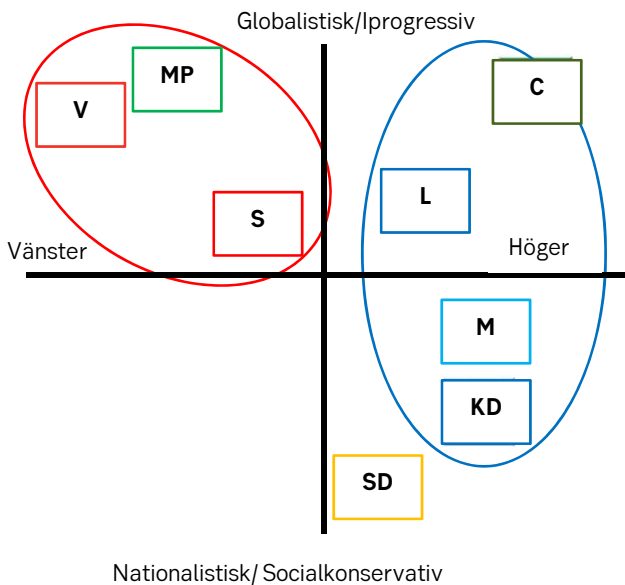 Globalistisk/Iprogressiv
MP
C
V
L
S
Vänster
Höger
M
KD
SD
Nationalistisk/ Socialkonservativ